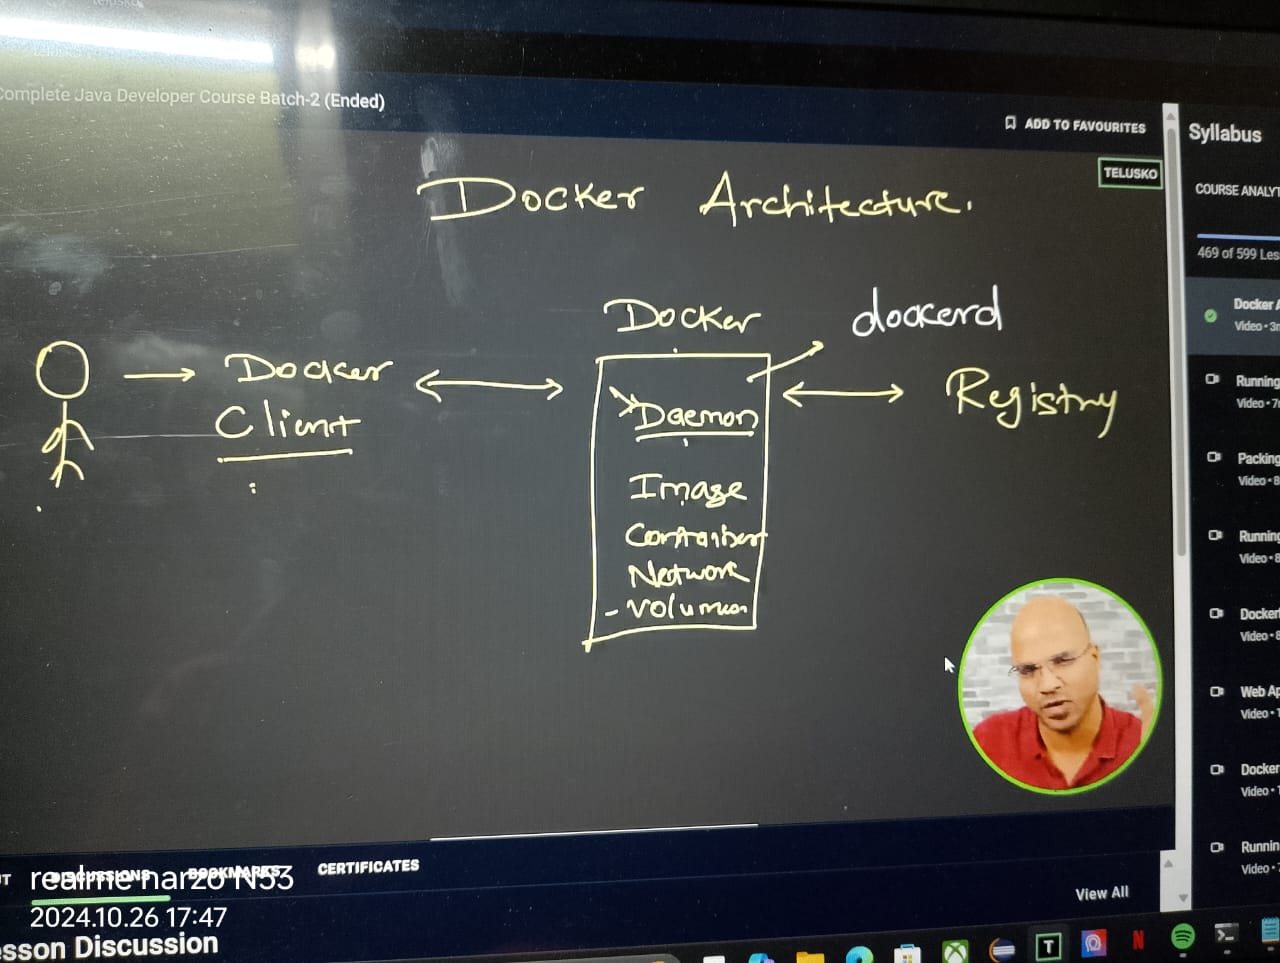 Complete Java Developer Course Batch-2 (Ended)
ADD TO FAVOURITES
Syllabus
TELUSKO
COURSE ANALYT
469 of 599 Les
Docker Architecture.
Docker
dockerd
Docker
Client
Daemon
Image
Container
Network
- Volumes
Registry
Docker A
Video • 3m
Running
Video • 7m
Packing
Video • 8
Running
Video • 8
Docker
Video • 8
Web Ap
Video • 1
Docker
Video • 1
Runnin
Video •
DISCUSSIONS
BOOKMARKS
CERTIFICATES
View All
realme narzo N53
2024.10.26 17:47
esson Discussion